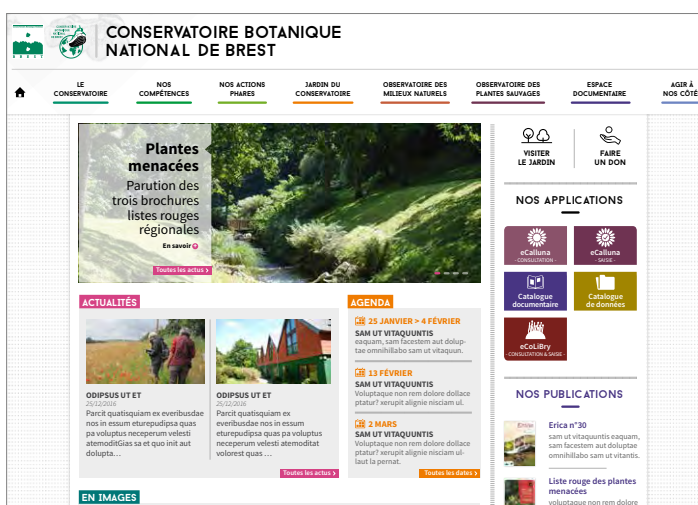 BREST
CONSERVATOIRE BOTANIQUE
NATIONAL DE BREST
LE
CONSERVATOIRE
NOS
COMPÉTENCES
NOS ACTIONS
PHARES
JARDIN DU
CONSERVATOIRE
OBSERVATOIRE DES
MILIEUX NATURELS
OBSERVATOIRE DES
PLANTES SAUVAGES
ESPACE
DOCUMENTAIRE
AGIR À
NOS CÔTÉ
Plantes
menacées
Parution des
trois brochures
listes rouges
régionales
En savoir
Toutes les actus >
VISITER
LE JARDIN
FAIRE
UN DON
NOS APPLICATIONS
eCalluna
- CONSULTATION -
eCalluna
- SAISIE -
Catalogue
documentaire
Catalogue
de données
eCoLiBry
- CONSULTATION & SAISIE -
ACTUALITÉS
ODIPSUS UT ET
25/12/2016
Parcit quatisquiam ex everibusdae
nos in essum eturepudipsa quas
pa voluptus neceperum velesti
atemoditGias sa et quo init aut
dolupta…
ODIPSUS UT ET
25/12/2016
Parcit quatisquiam ex
everibusdae nos in essum
eturepudipsa quas pa voluptus
neceperum velesti atemoditat
volorest quas …
Toutes les actus >
AGENDA
25 JANVIER > 4 FÉVRIER
SAM UT VITAQUUNTIS
eaquam, sam facestem aut dolup-
tae omnihillabo sam ut vitaquun.
13 FÉVRIER
SAM UT VITAQUUNTIS
Voluptaque non rem dolore dollace
ptatur? xerupit alignie nisciam ul.
2 MARS
SAM UT VITAQUUNTIS
Voluptaque non rem dolore dollace
ptatur? xerupit alignie nisciam ul-
laut la pernat.
Toutes les dates >
NOS PUBLICATIONS
Erica n°30
sam ut vitaquuntis eaquam,
sam facestem aut doluptae
omnihillabo sam ut vitantis.
Liste rouge des plantes
menacées
voluptaque non rem dolore
EN IMAGES